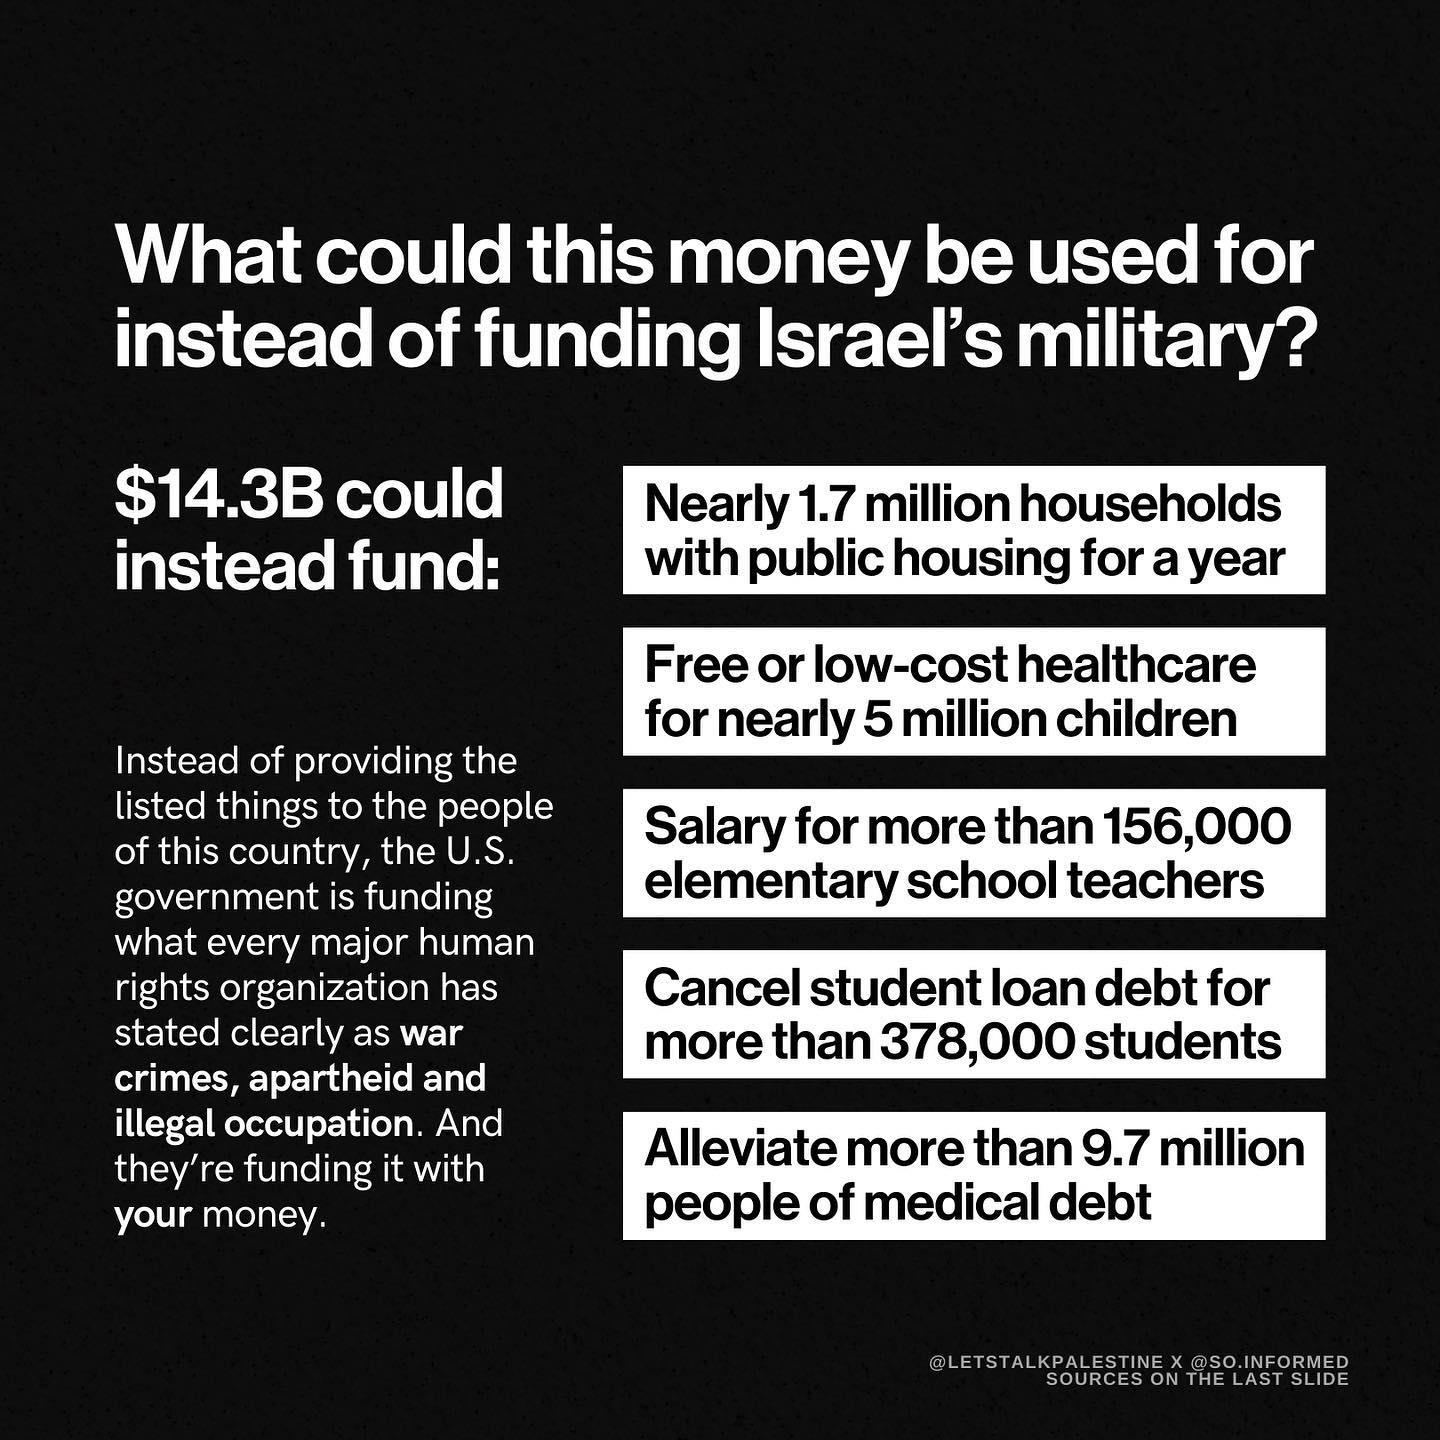 What could this money be used for
instead of funding Israel's military?
$14.3B could
instead fund:
Instead of providing the
listed things to the people
of this country, the U.S.
government is funding
what every major human
rights organization has
stated clearly as war
crimes, apartheid and
illegal occupation. And
they're funding it with
your money.
Nearly 1.7 million households
with public housing for a year
Free or low-cost healthcare
for nearly 5 million children
Salary for more than 156,000
elementary school teachers
Cancel student loan debt for
more than 378,000 students
Alleviate more than 9.7 million
people of medical debt
@LETSTALKPALESTINE X @SO.INFORMED
SOURCES ON THE LAST SLIDE